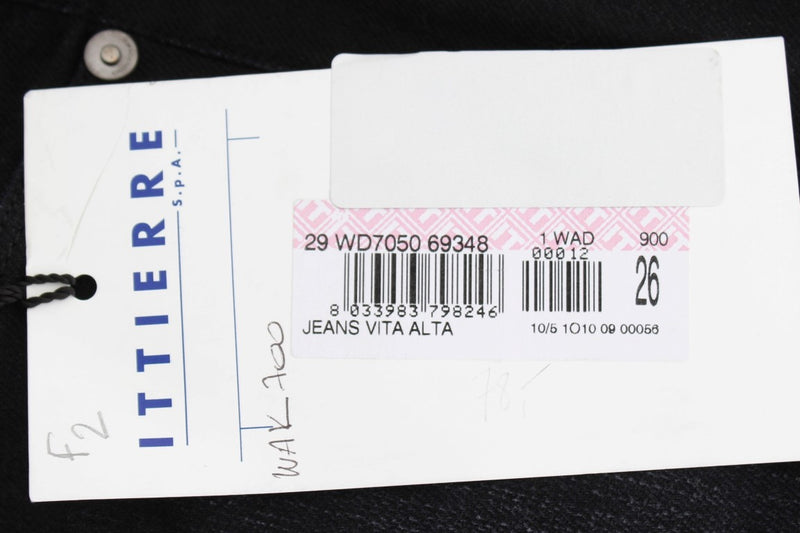 ITTIERRE
S.p.A.
29 WD7050 69348
1 WAD
900
00012
26
8 033983 798246
JEANS VITA ALTA
10/5 1O10 09 00056
WAK 700
F2
78,-